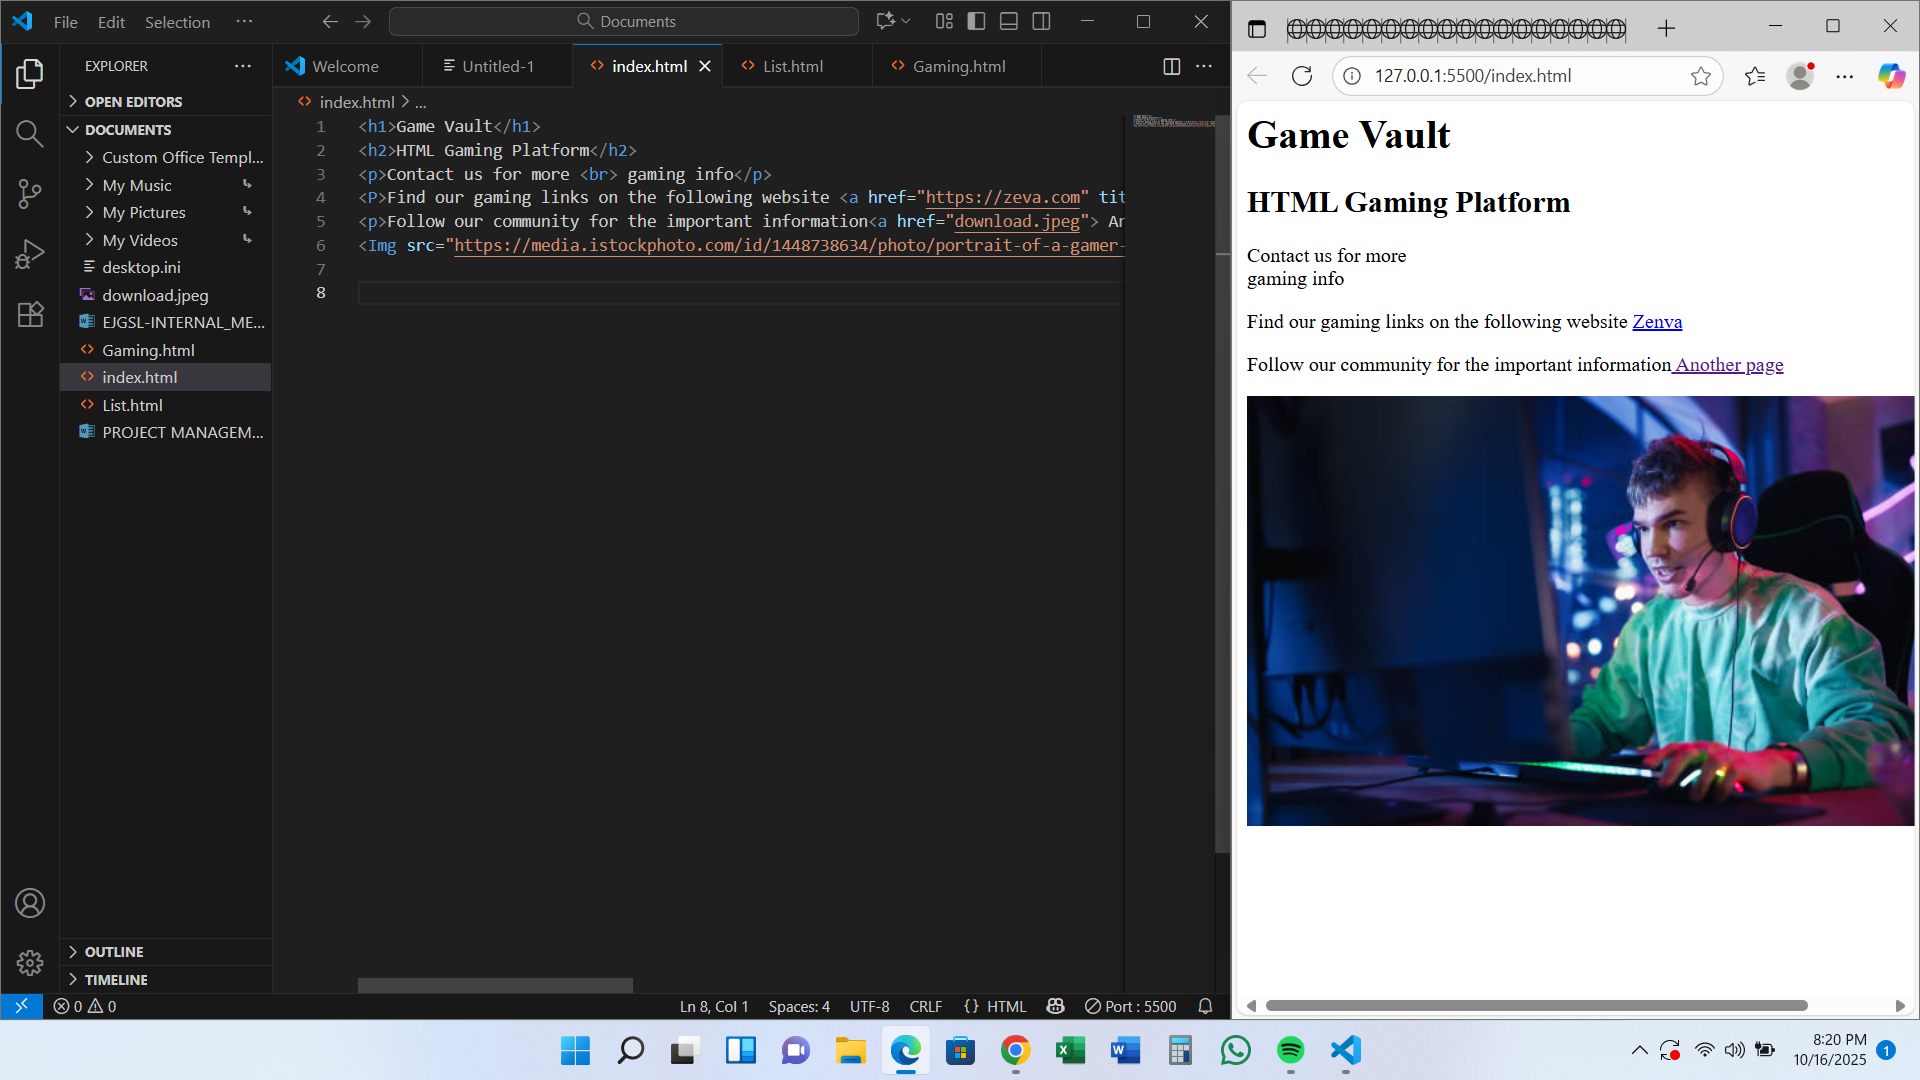 File Edit Selection ···
Documents
EXPLORER ···
OPEN EDITORS
DOCUMENTS
Custom Office Templ...
My Music
My Pictures
My Videos
desktop.ini
download.jpeg
EJGSL-INTERNAL_ME...
Gaming.html
index.html
List.html
PROJECT MANAGEM...
OUTLINE
TIMELINE
Welcome Untitled-1 index.html List.html Gaming.html ···
index.html > ...
1 <h1>Game Vault</h1>
2 <h2>HTML Gaming Platform</h2>
3 <p>Contact us for more <br> gaming info</p>
4 <P>Find our gaming links on the following website <a href="https://zeva.com" tit
5 <p>Follow our community for the important information<a href="download.jpeg"> An
6 <Img src="https://media.istockphoto.com/id/1448738634/photo/portrait-of-a-gamer-
7
8
0 0
Ln 8, Col 1 Spaces: 4 UTF-8 CRLF {} HTML Port : 5500
127.0.0.1:5500/index.html
Game Vault
HTML Gaming Platform
Contact us for more
gaming info
Find our gaming links on the following website Zenva
Follow our community for the important information Another page
8:20 PM
10/16/2025
1